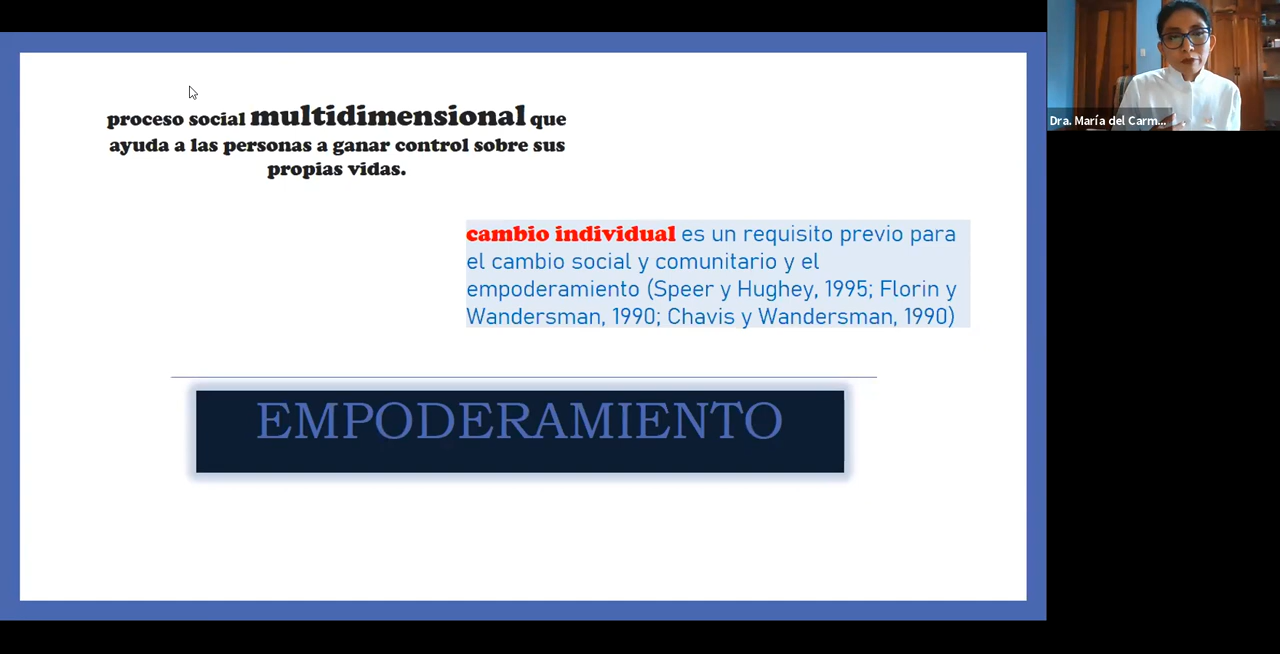 proceso social multidimensional que
ayuda a las personas a ganar control sobre sus
propias vidas.
cambio individual es un requisito previo para
el cambio social y comunitario y el
empoderamiento (Speer y Hughey, 1995; Florin y
Wandersman, 1990; Chavis y Wandersman, 1990)
EMPODERAMIENTO
Dra. María del Carm...